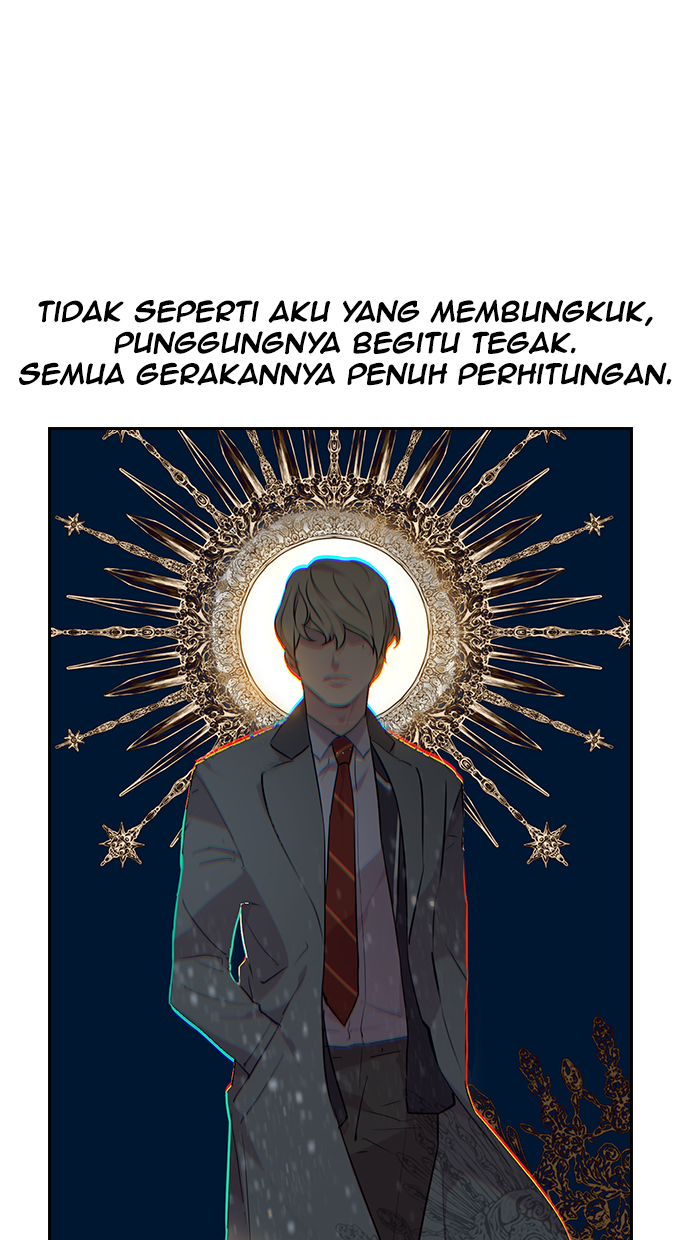 TIDAK SEPERTI AKU YANG MEMBUNGKUK,
PUNGGUNGNYA BEGITU TEGAK.
SEMUA GERAKANNYA PENUH PERHITUNGAN.